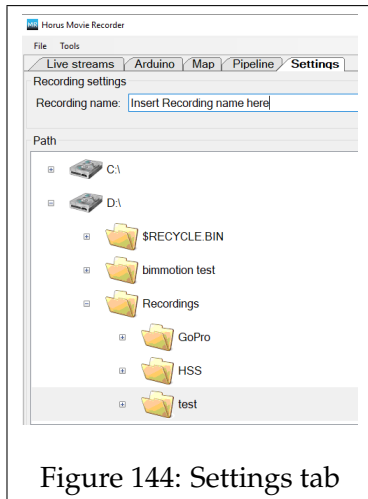 MR Horus Movie Recorder
File Tools
Live streams Arduino Map Pipeline Settings
Recording settings
Recording name: Insert Recording name here
Path
C:\
D:\
$RECYCLE.BIN
bimmotion test
Recordings
GoPro
HSS
test
Figure 144: Settings tab